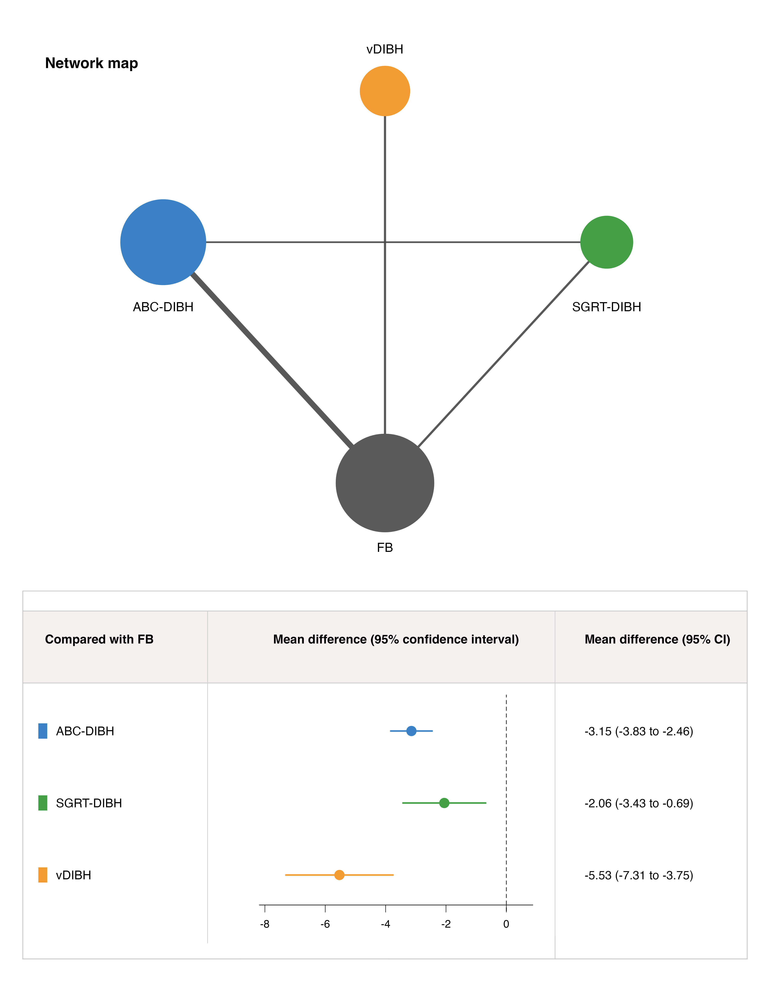 vDIBH
Network map
ABC-DIBH
SGRT-DIBH
FB
Compared with FB
Mean difference (95% confidence interval)
Mean difference (95% CI)
ABC-DIBH
-3.15 (-3.83 to -2.46)
SGRT-DIBH
-2.06 (-3.43 to -0.69)
vDIBH
-5.53 (-7.31 to -3.75)
-8 -6 -4 -2 0